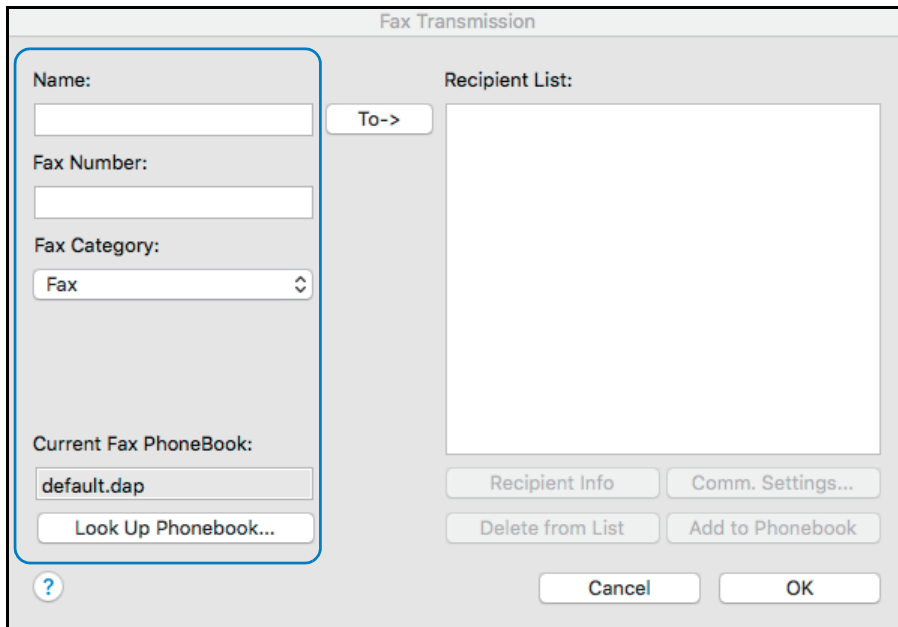 Fax Transmission
Name:
Recipient List:
To->
Fax Number:
Fax Category:
Fax
Current Fax PhoneBook:
default.dap
Recipient Info
Comm. Settings...
Look Up Phonebook...
Delete from List
Add to Phonebook
?
Cancel
OK